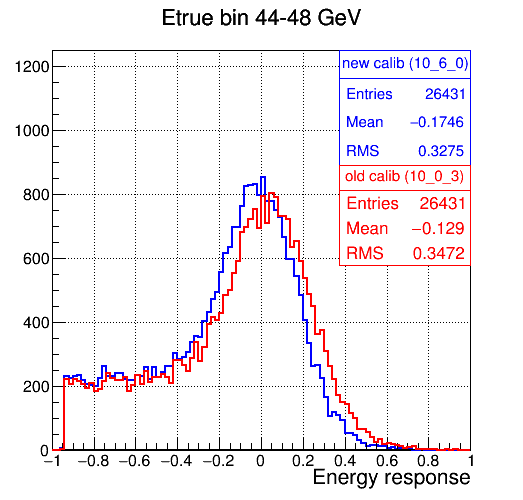 Etrue bin 44-48 GeV
new calib (10_6_0)
Entries 26431
Mean −0.1746
RMS 0.3275
old calib (10_0_3)
Entries 26431
Mean −0.129
RMS 0.3472
1200
1000
800
600
400
200
0
−1 −0.8 −0.6 −0.4 −0.2 0 0.2 0.4 0.6 0.8 1
Energy response